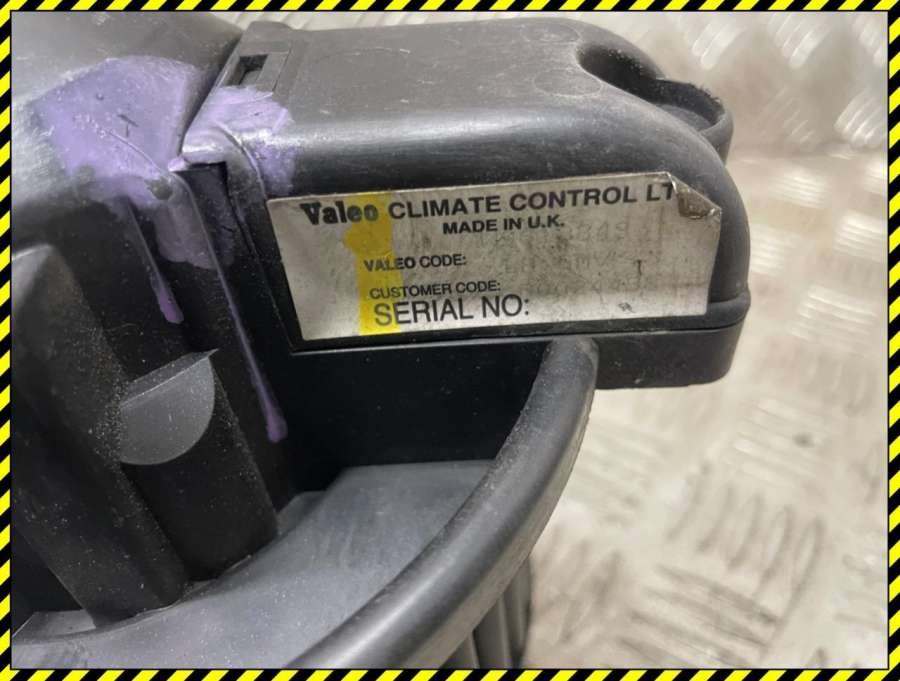 Valeo CLIMATE CONTROL LT
MADE IN U.K.
VALEO CODE:
CUSTOMER CODE:
SERIAL NO: